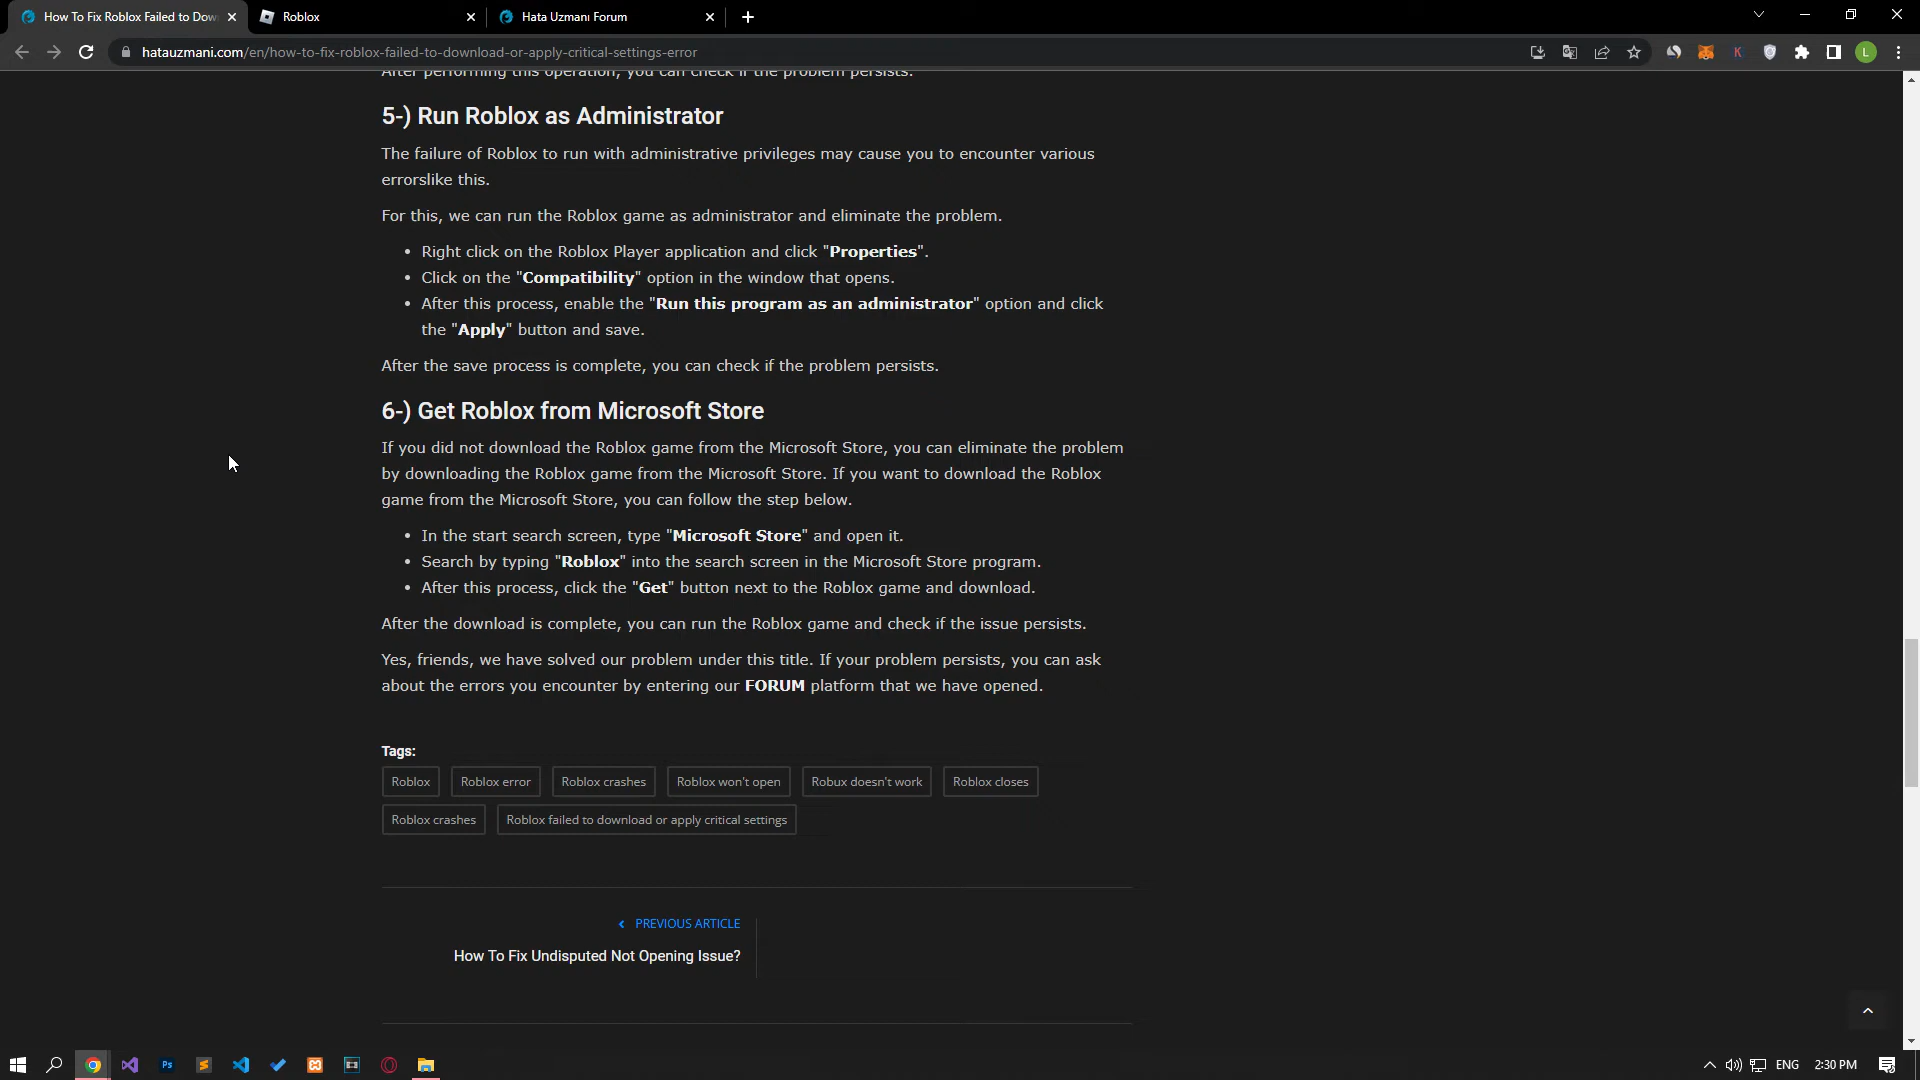 How To Fix Roblox Failed to Dow
Roblox
Hata Uzmanı Forum
hatauzmani.com/en/how-to-fix-roblox-failed-to-download-or-apply-critical-settings-error
K
L
After performing this operation, you can check if the problem persists.
5-) Run Roblox as Administrator
The failure of Roblox to run with administrative privileges may cause you to encounter various
errorslike this.
For this, we can run the Roblox game as administrator and eliminate the problem.
• Right click on the Roblox Player application and click "Properties".
• Click on the "Compatibility" option in the window that opens.
• After this process, enable the "Run this program as an administrator" option and click
the "Apply" button and save.
After the save process is complete, you can check if the problem persists.
6-) Get Roblox from Microsoft Store
If you did not download the Roblox game from the Microsoft Store, you can eliminate the problem
by downloading the Roblox game from the Microsoft Store. If you want to download the Roblox
game from the Microsoft Store, you can follow the step below.
• In the start search screen, type "Microsoft Store" and open it.
• Search by typing "Roblox" into the search screen in the Microsoft Store program.
• After this process, click the "Get" button next to the Roblox game and download.
After the download is complete, you can run the Roblox game and check if the issue persists.
Yes, friends, we have solved our problem under this title. If your problem persists, you can ask
about the errors you encounter by entering our FORUM platform that we have opened.
Tags:
Roblox
Roblox error
Roblox crashes
Roblox won't open
Robux doesn't work
Roblox closes
Roblox crashes
Roblox failed to download or apply critical settings
PREVIOUS ARTICLE
How To Fix Undisputed Not Opening Issue?
Ps
ENG
2:30 PM